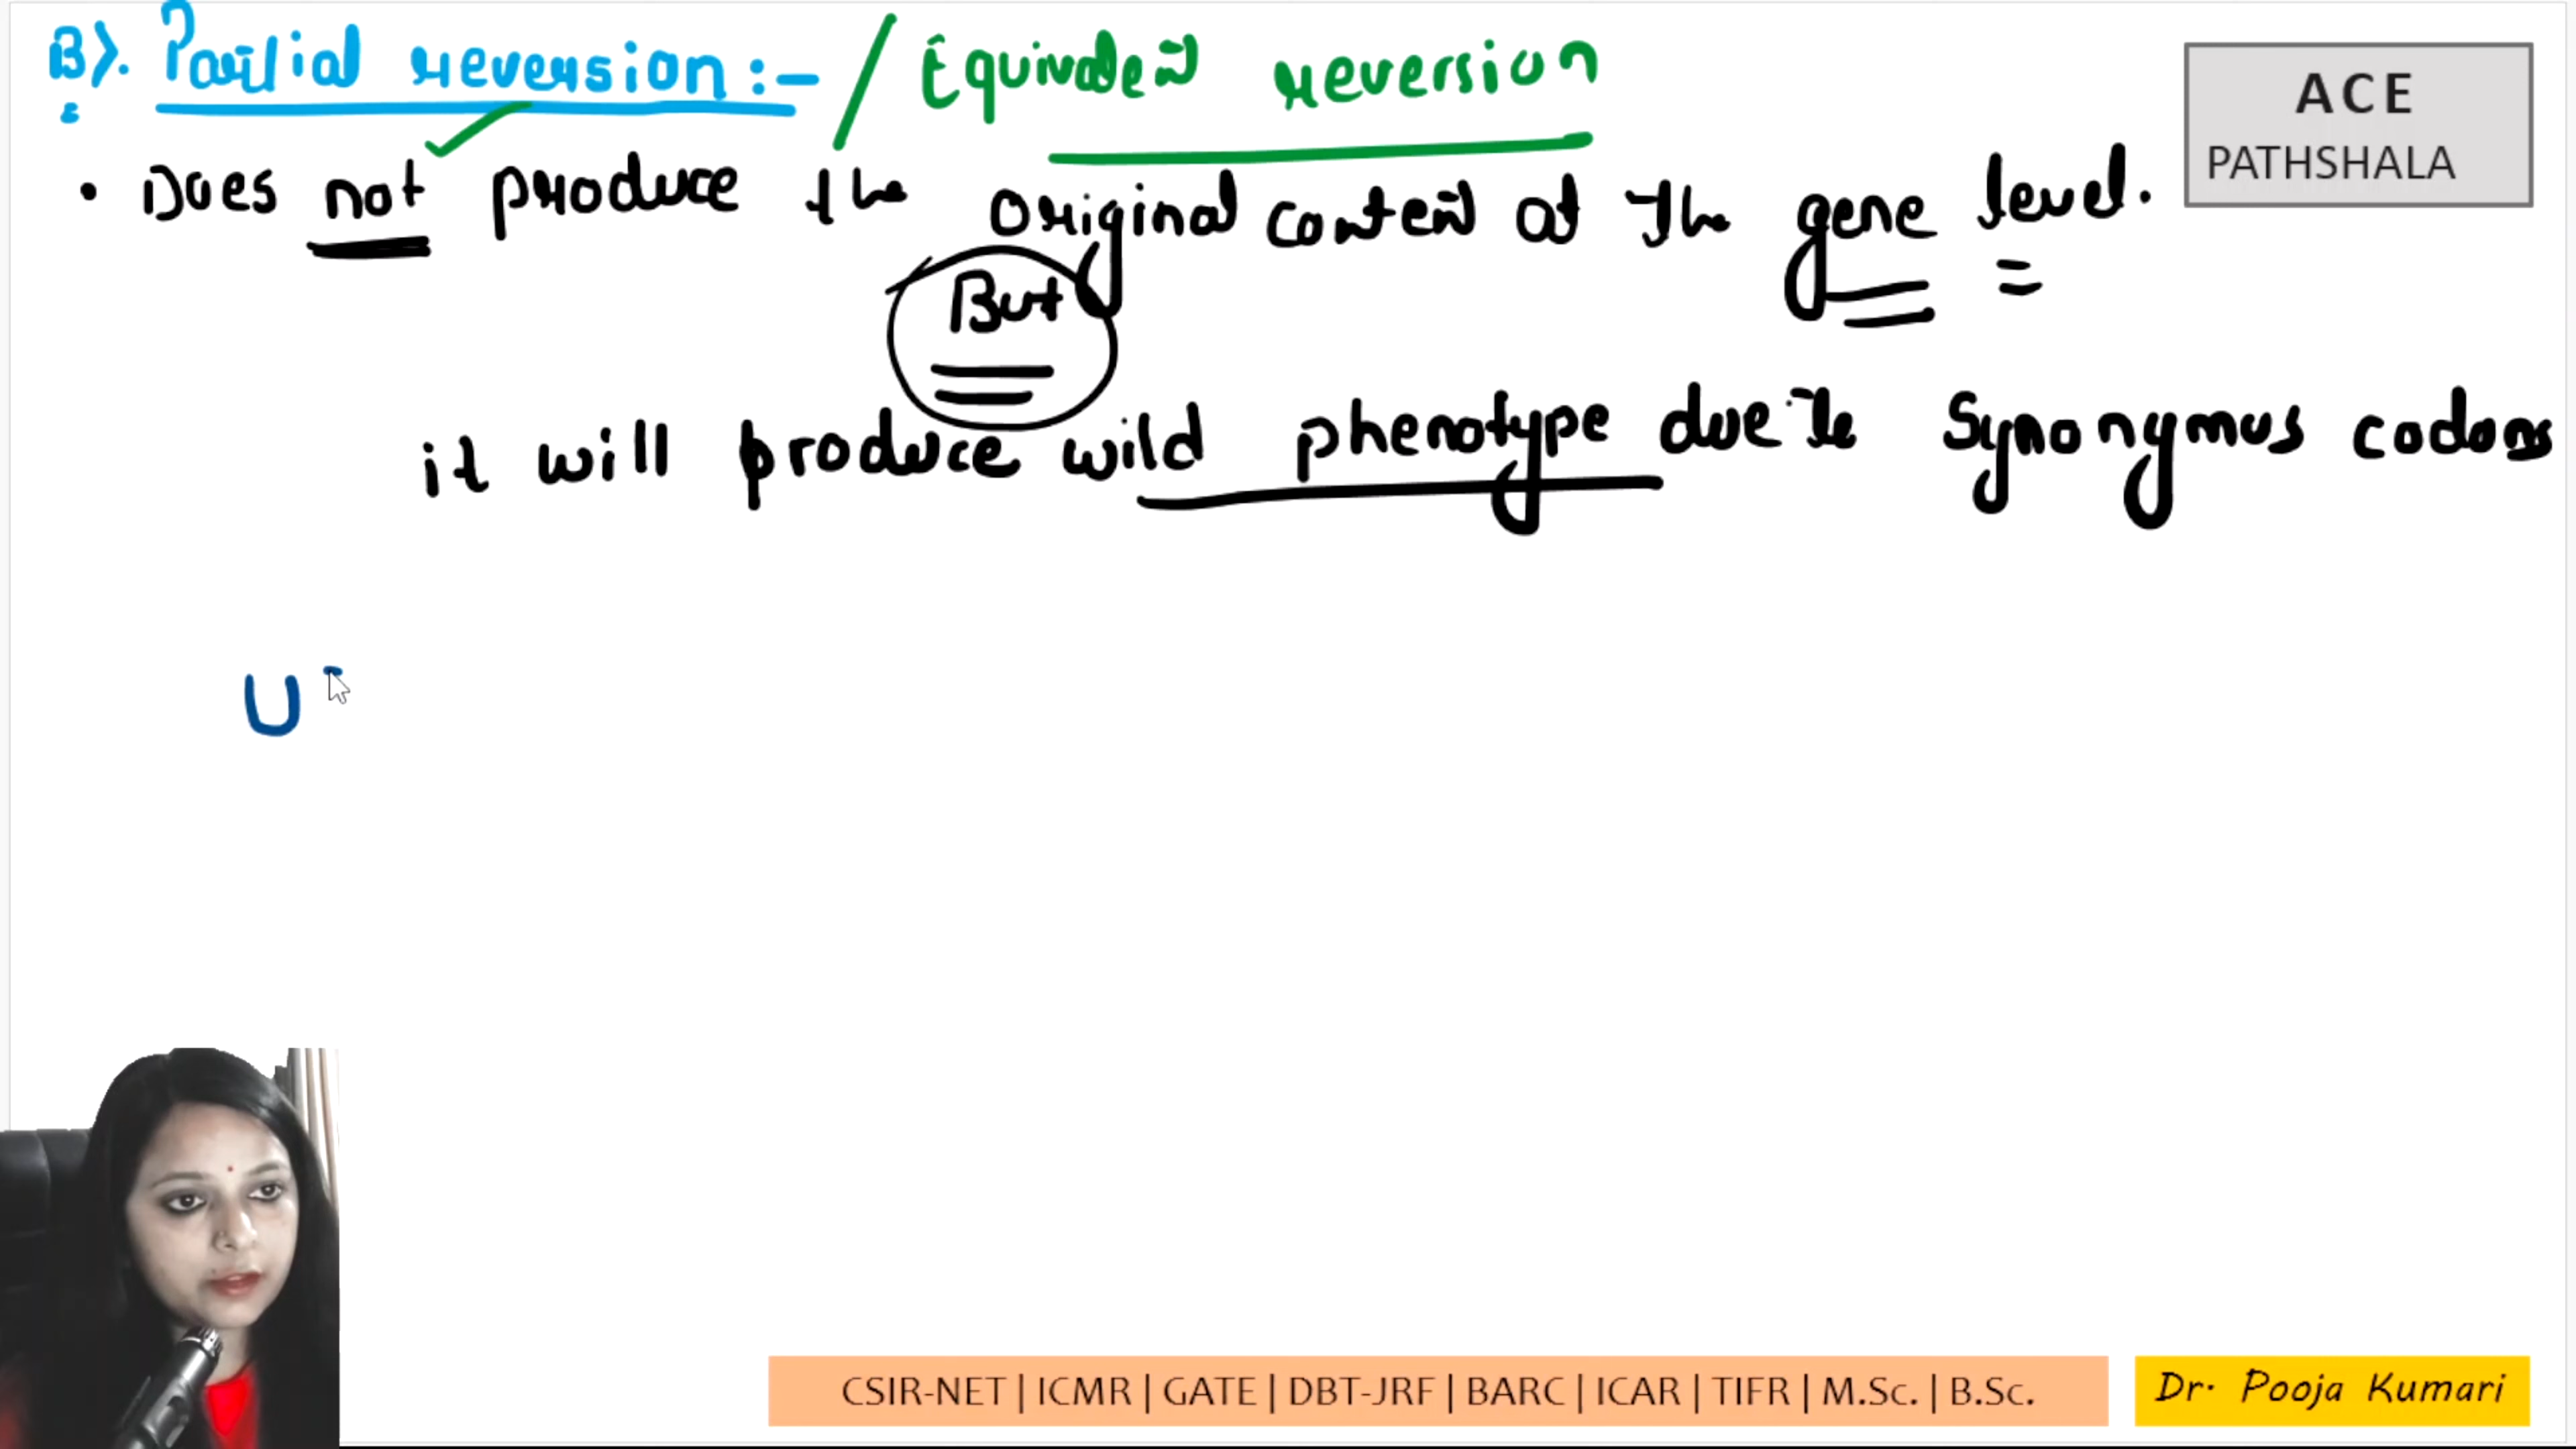 B). Partial reversion :- / Equivalent reversion
ACE
PATHSHALA
• Does not produce the original content at the gene level.
But
it will produce wild phenotype due to Synonymus codons
U
CSIR-NET | ICMR | GATE | DBT-JRF | BARC | ICAR | TIFR | M.Sc. | B.Sc.
Dr. Pooja Kumari